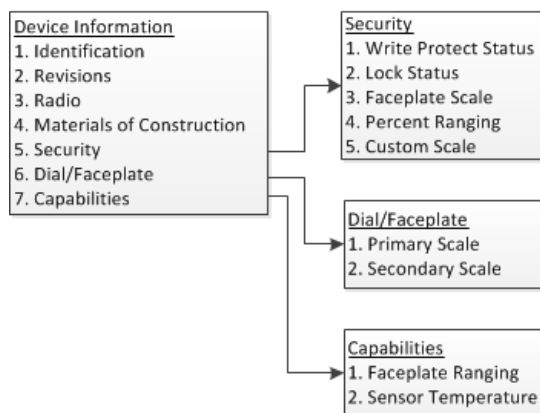 Device Information
1. Identification
2. Revisions
3. Radio
4. Materials of Construction
5. Security
6. Dial/Faceplate
7. Capabilities
Security
1. Write Protect Status
2. Lock Status
3. Faceplate Scale
4. Percent Ranging
5. Custom Scale
Dial/Faceplate
1. Primary Scale
2. Secondary Scale
Capabilities
1. Faceplate Ranging
2. Sensor Temperature